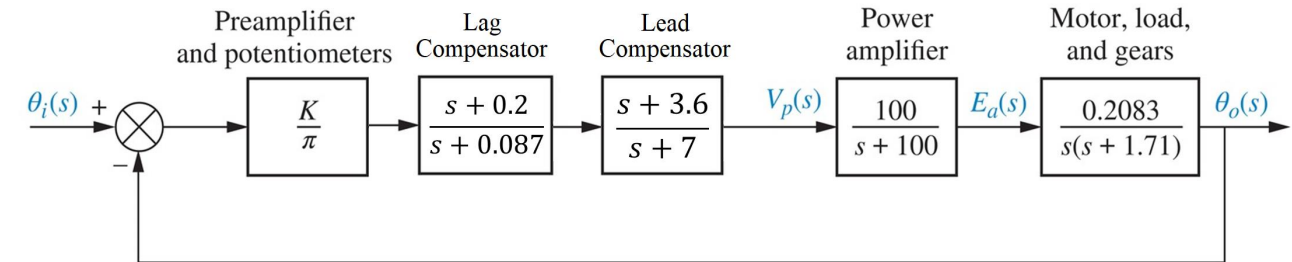 Preamplifier
and potentiometers
Lag
Compensator
Lead
Compensator
Power
amplifier
Motor, load,
and gears
θᵢ(s)
+
−
K
π
s + 0.2
s + 0.087
s + 3.6
s + 7
Vₚ(s)
100
s + 100
Eₐ(s)
0.2083
s(s + 1.71)
θₒ(s)